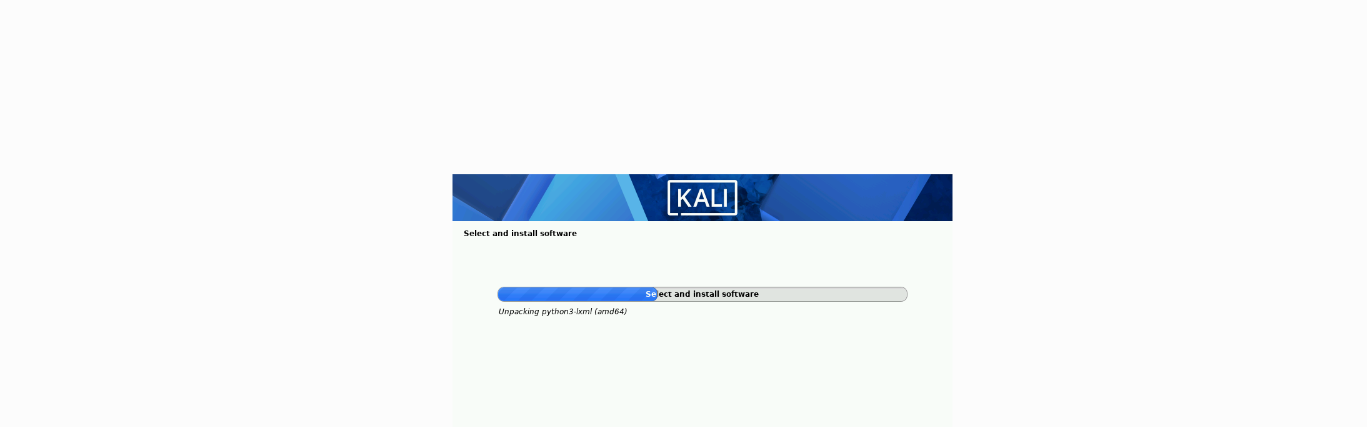 KALI
Select and install software
Select and install software
Unpacking python3-lxml (amd64)